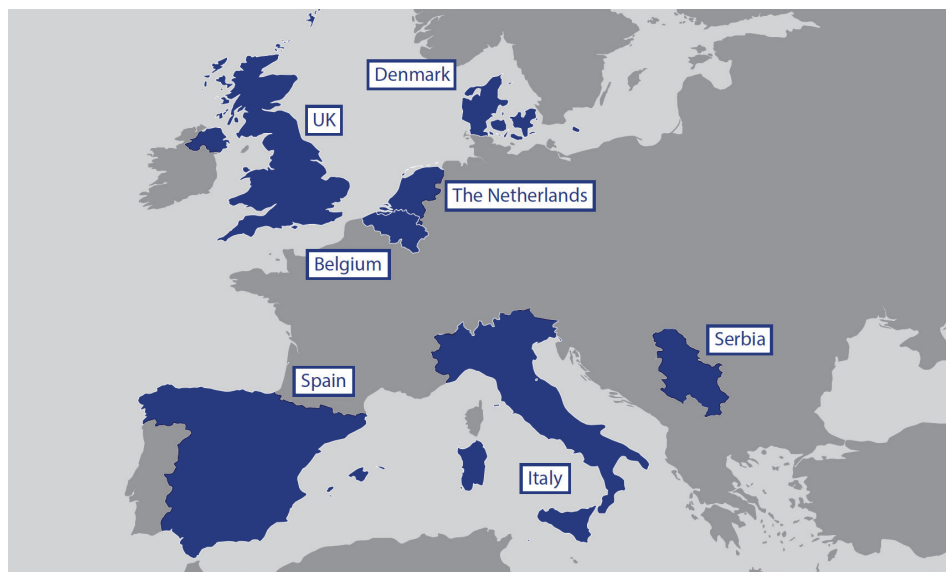 Denmark
UK
The Netherlands
Belgium
Serbia
Spain
Italy